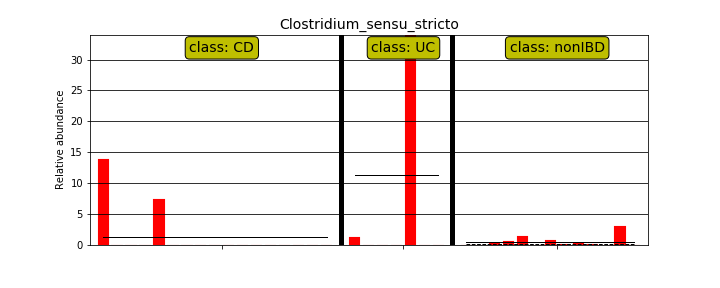 Clostridium_sensu_stricto
class: CD
class: UC
class: nonIBD
Relative abundance
30
25
20
15
10
5
0